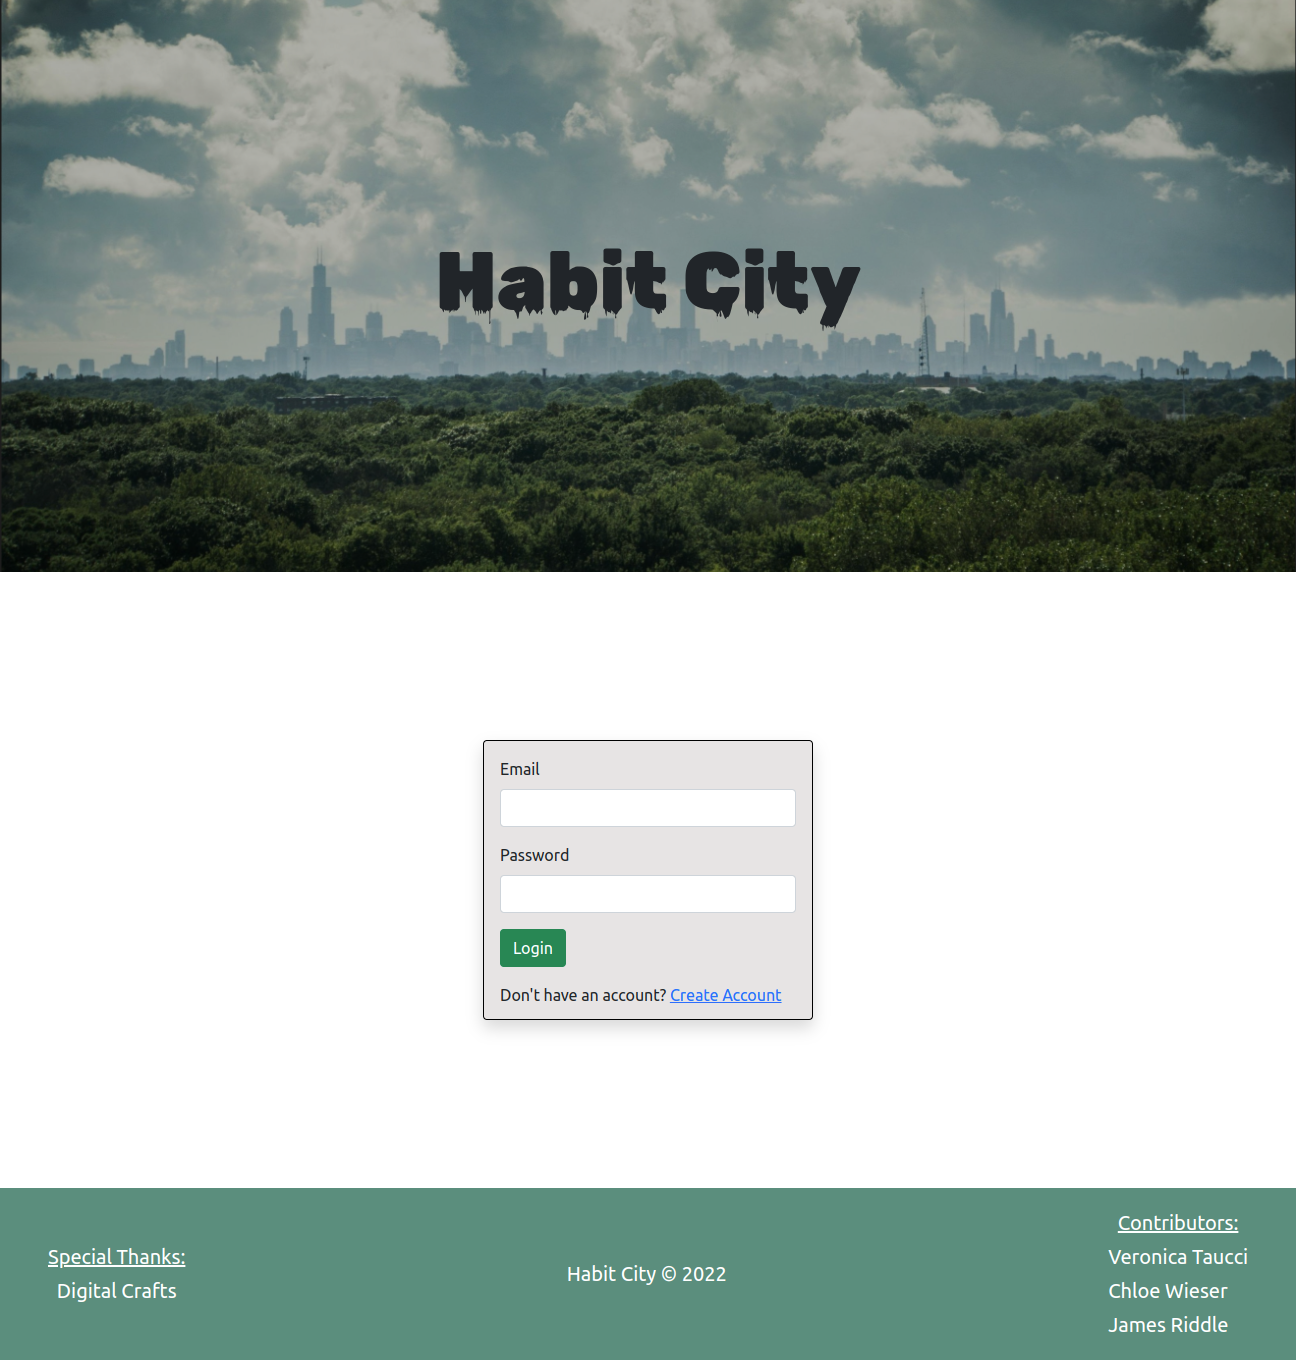 Habit City
Email
Password
Login
Don't have an account? Create Account
Special Thanks:
Digital Crafts
Habit City © 2022
Contributors:
Veronica Taucci
Chloe Wieser
James Riddle